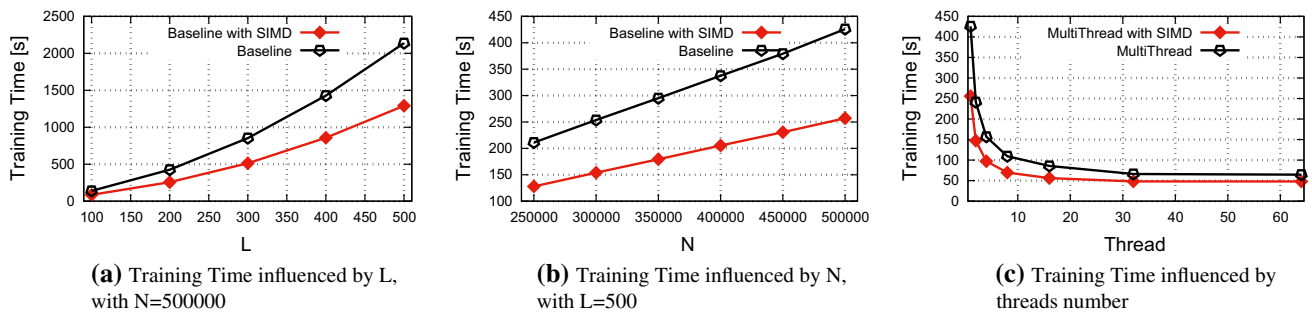 Training Time [s]
2500
2000
1500
1000
500
0
Baseline with SIMD
Baseline
100 150 200 250 300 350 400 450 500
L
(a) Training Time influenced by L,
with N=500000
Training Time [s]
450
400
350
300
250
200
150
100
Baseline with SIMD
Baseline
250000 300000 350000 400000 450000 500000
N
(b) Training Time influenced by N,
with L=500
Training Time [s]
450
400
350
300
250
200
150
100
50
0
MultiThread with SIMD
MultiThread
10 20 30 40 50 60
Thread
(c) Training Time influenced by
threads number